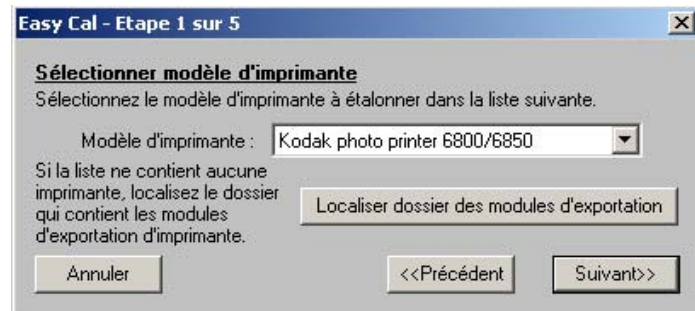 Easy Cal - Etape 1 sur 5
Sélectionner modèle d'imprimante
Sélectionnez le modèle d'imprimante à étalonner dans la liste suivante.
Modèle d'imprimante : Kodak photo printer 6800/6850
Si la liste ne contient aucune
imprimante, localisez le dossier
qui contient les modules
d'exportation d'imprimante.
Localiser dossier des modules d'exportation
Annuler <<Précédent Suivant>>